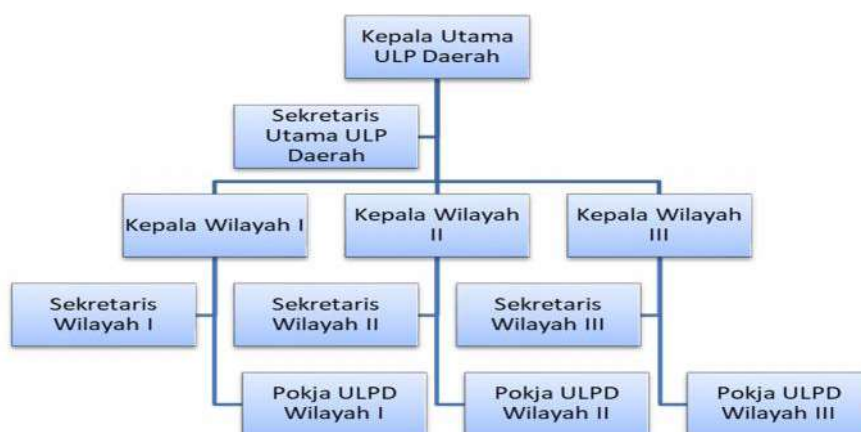 Kepala Utama
ULP Daerah
Sekretaris
Utama ULP
Daerah
Kepala Wilayah I
Kepala Wilayah
II
Kepala Wilayah
III
Sekretaris
Wilayah I
Sekretaris
Wilayah II
Sekretaris
Wilayah III
Pokja ULPD
Wilayah I
Pokja ULPD
Wilayah II
Pokja ULPD
Wilayah III